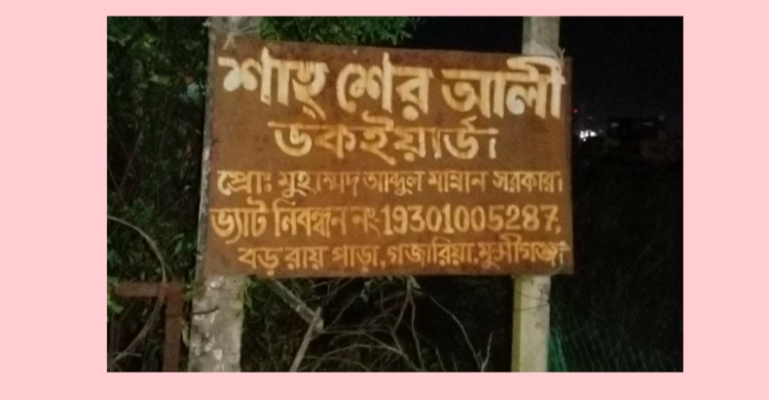 শাহ্ শের আলী
ডকইয়ার্ড।
প্রোঃ মুহাম্মদ আব্দুল মান্নান সরকার।
ভ্যাট নিবন্ধন নং 19301005287,
বড় রায় পাড়া, গজারিয়া, মুন্সীগঞ্জ।